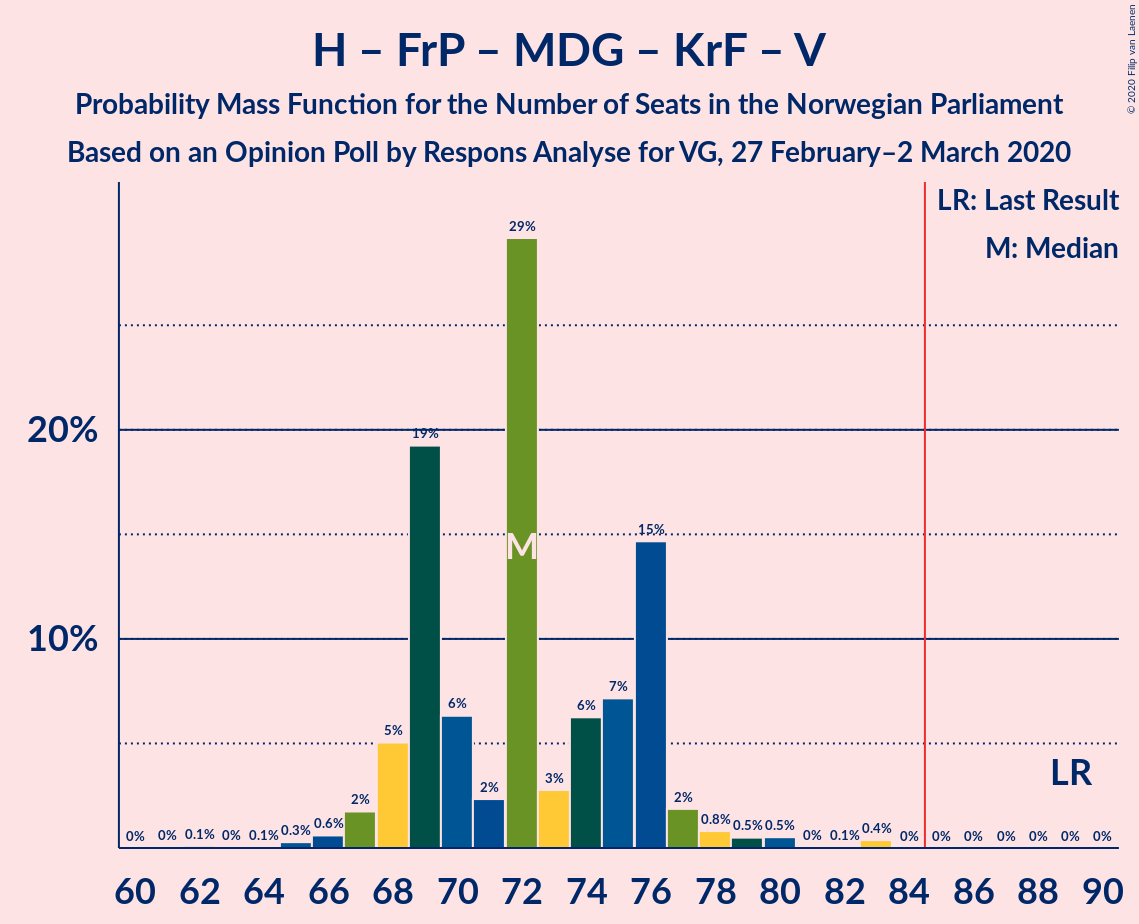 H – FrP – MDG – KrF – V
Probability Mass Function for the Number of Seats in the Norwegian Parliament
Based on an Opinion Poll by Respons Analyse for VG, 27 February–2 March 2020
© 2020 Filip van Laenen
LR: Last Result
M: Median
20%
10%
0% 0% 0.1% 0% 0.1% 0.3% 0.6% 2% 5% 19% 6% 2% 29% 3% 6% 7% 15% 2% 0.8% 0.5% 0.5% 0% 0.1% 0.4% 0% 0% 0% 0% 0% 0% 0%
M
LR
60 62 64 66 68 70 72 74 76 78 80 82 84 86 88 90